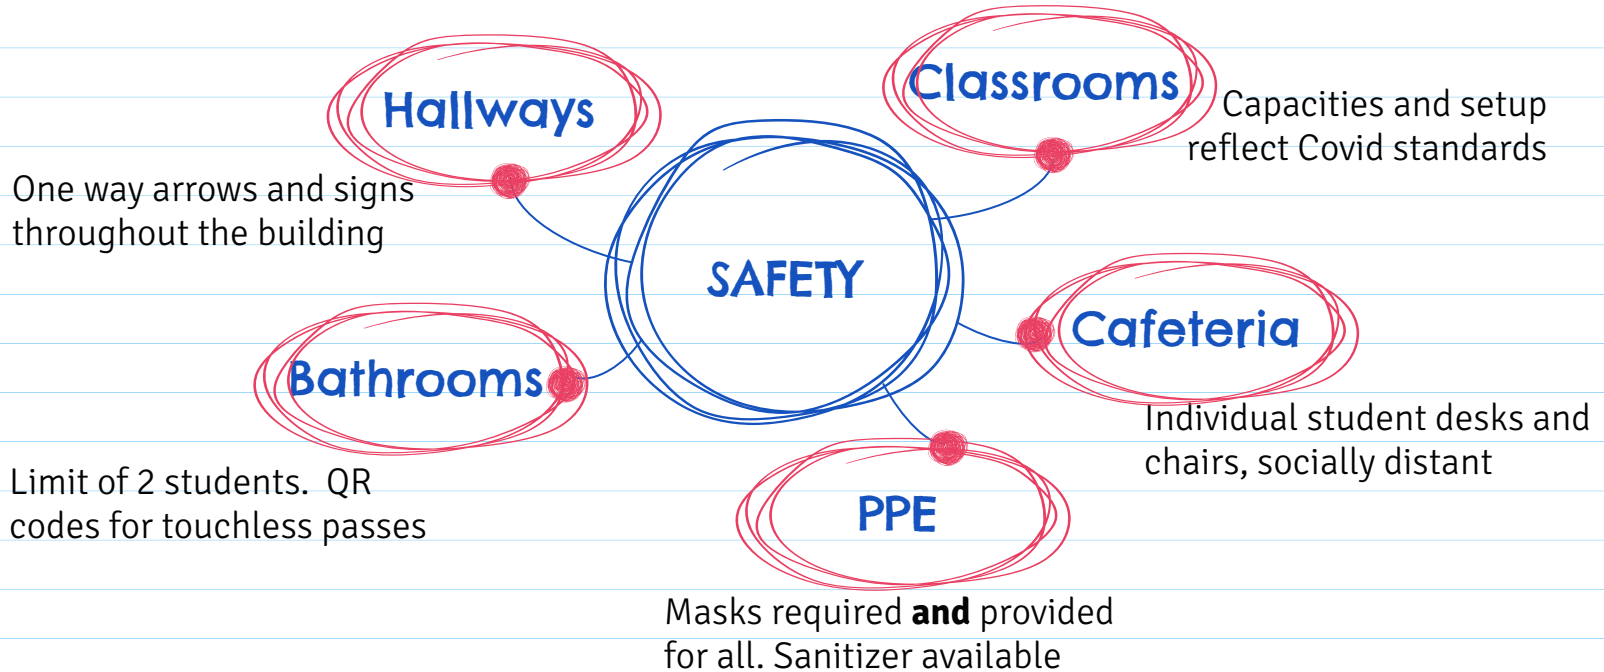 Hallways
One way arrows and signs
throughout the building
Classrooms
Capacities and setup
reflect Covid standards
SAFETY
Bathrooms
Limit of 2 students.  QR
codes for touchless passes
Cafeteria
Individual student desks and
chairs, socially distant
PPE
Masks required and provided
for all. Sanitizer available